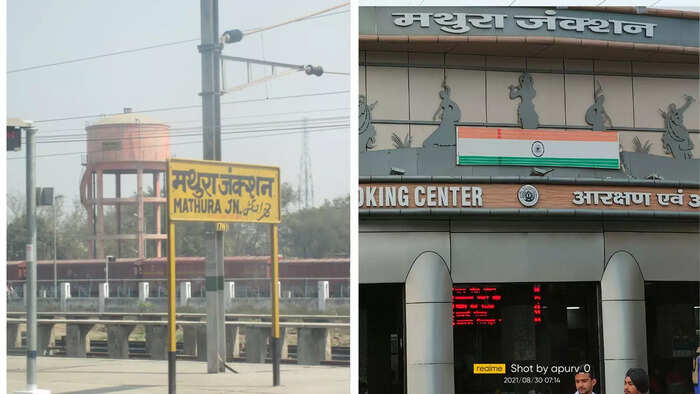 मथुरा जंक्शन
MATHURA JN.
मथुरा जंक्शन
OKING CENTER
आरक्षण एवं अ
realme Shot by apurv_0
2021/08/30 07:14